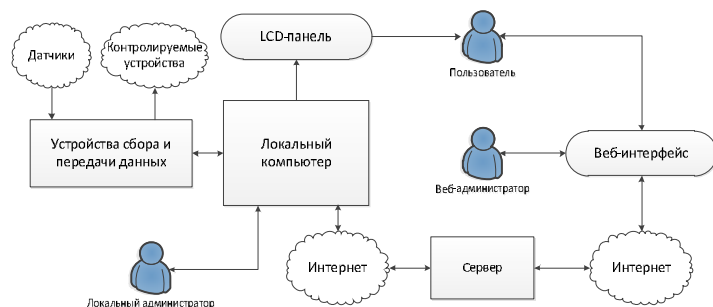 LCD-панель
Датчики
Контролируемые
устройства
Пользователь
Устройства сбора и
передачи данных
Локальный
компьютер
Веб-интерфейс
Веб-администратор
Интернет
Сервер
Интернет
Локальный администратор